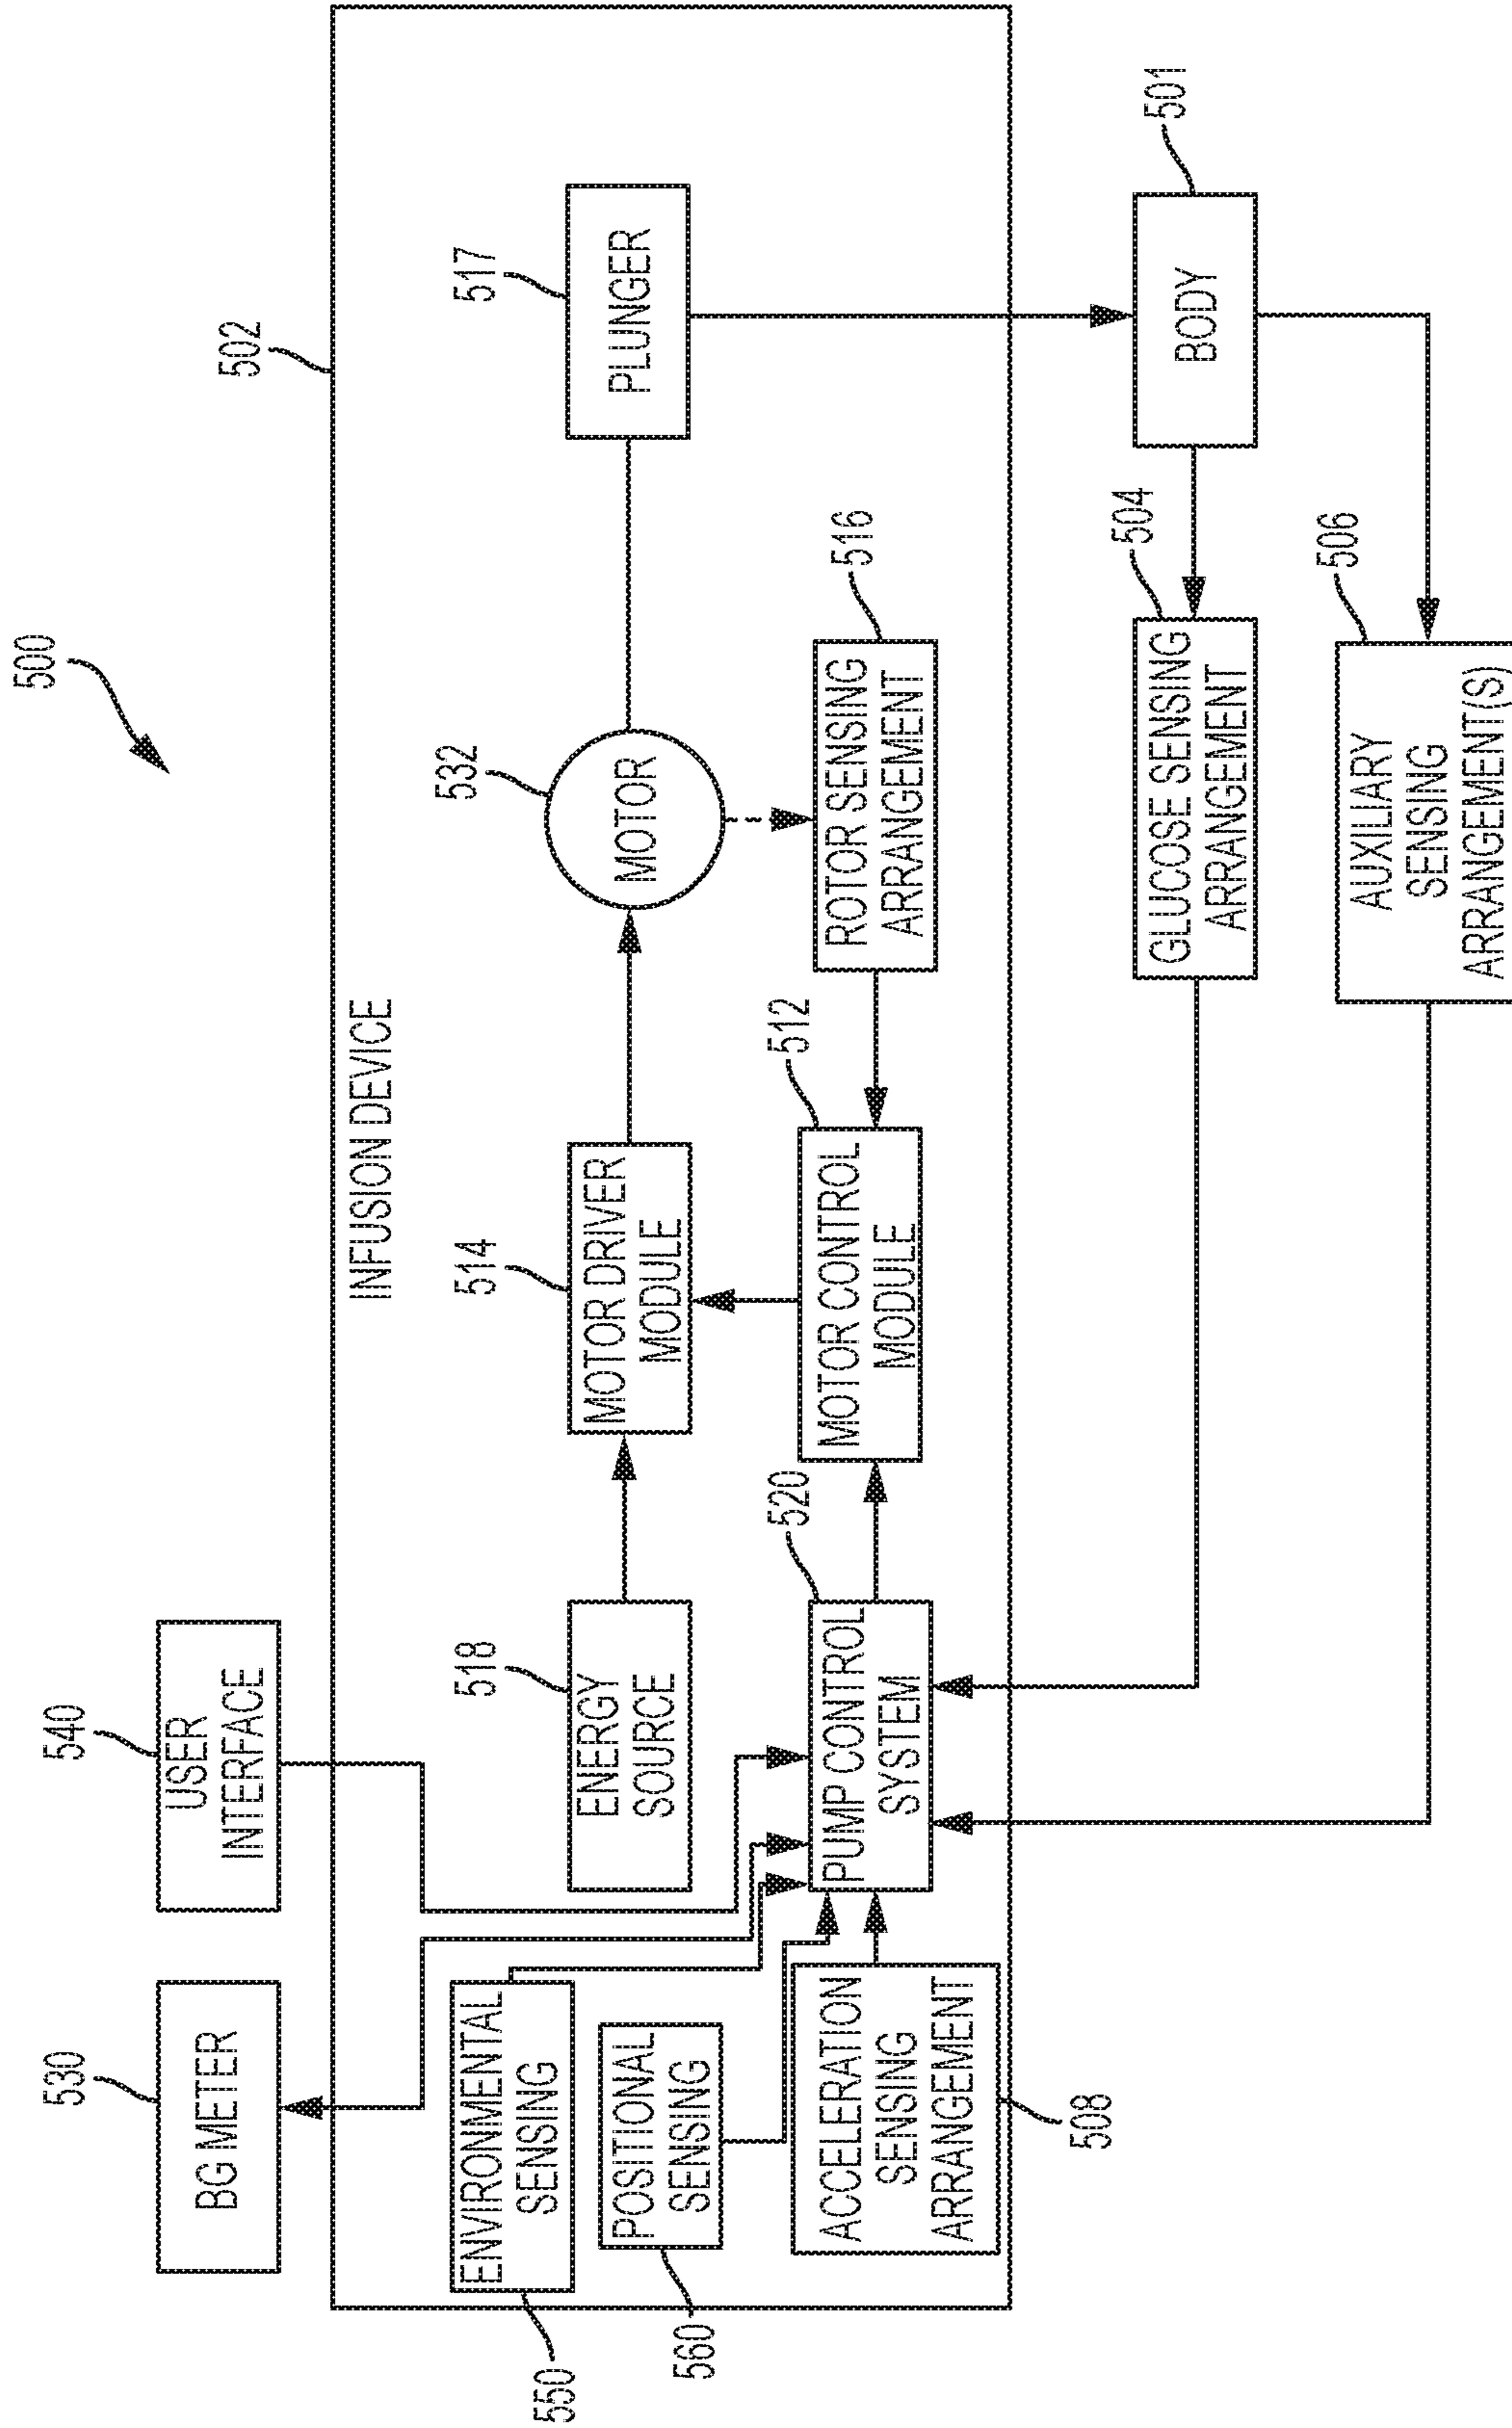 500
502
INFUSION DEVICE
540
USER
INTERFACE
530
BG METER
518
ENERGY
SOURCE
514
MOTOR DRIVER
MODULE
532
MOTOR
517
PLUNGER
550
ENVIRONMENTAL
SENSING
560
POSITIONAL
SENSING
508
ACCELERATION
SENSING
ARRANGEMENT
520
PUMP CONTROL
SYSTEM
512
MOTOR CONTROL
MODULE
516
ROTOR SENSING
ARRANGEMENT
504
GLUCOSE SENSING
ARRANGEMENT
501
BODY
506
AUXILIARY
SENSING
ARRANGEMENT(S)